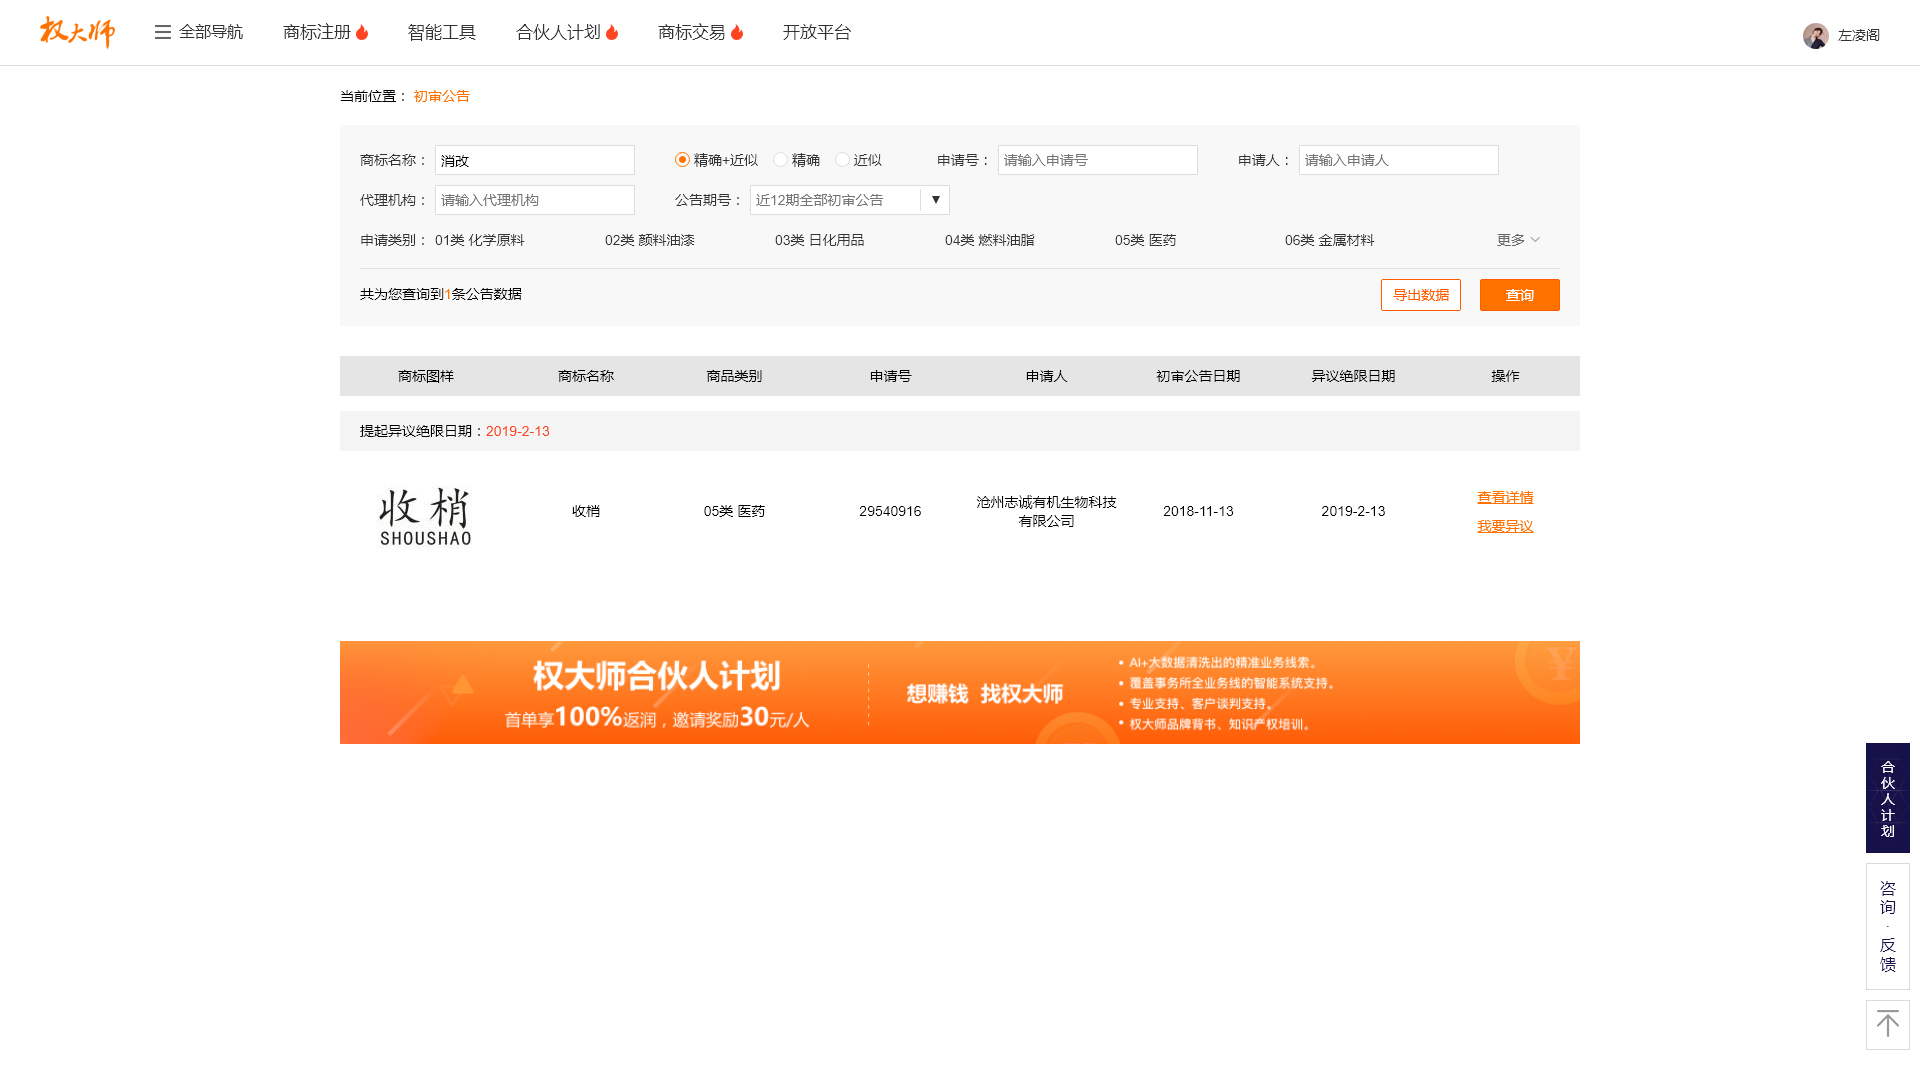 权大师 全部导航 商标注册 智能工具 合伙人计划 商标交易 开放平台 左凌阁
当前位置： 初审公告
商标名称： 消改 精确+近似 精确 近似 申请号： 请输入申请号 申请人： 请输入申请人
代理机构： 请输入代理机构 公告期号： 近12期全部初审公告 ▼
申请类别： 01类 化学原料 02类 颜料油漆 03类 日化用品 04类 燃料油脂 05类 医药 06类 金属材料 更多
共为您查询到1条公告数据 导出数据 查询
商标图样 商标名称 商品类别 申请号 申请人 初审公告日期 异议绝限日期 操作
提起异议绝限日期：2019-2-13
收梢
SHOUSHAO
收梢 05类 医药 29540916 沧州志诚有机生物科技有限公司 2018-11-13 2019-2-13
查看详情
我要异议
权大师合伙人计划
首单享100%返润，邀请奖励30元/人
想赚钱 找权大师
• AI+大数据清洗出的精准业务线索。
• 覆盖事务所全业务线的智能系统支持。
• 专业支持、客户谈判支持。
• 权大师品牌背书、知识产权培训。
¥
合伙人计划
咨询·反馈